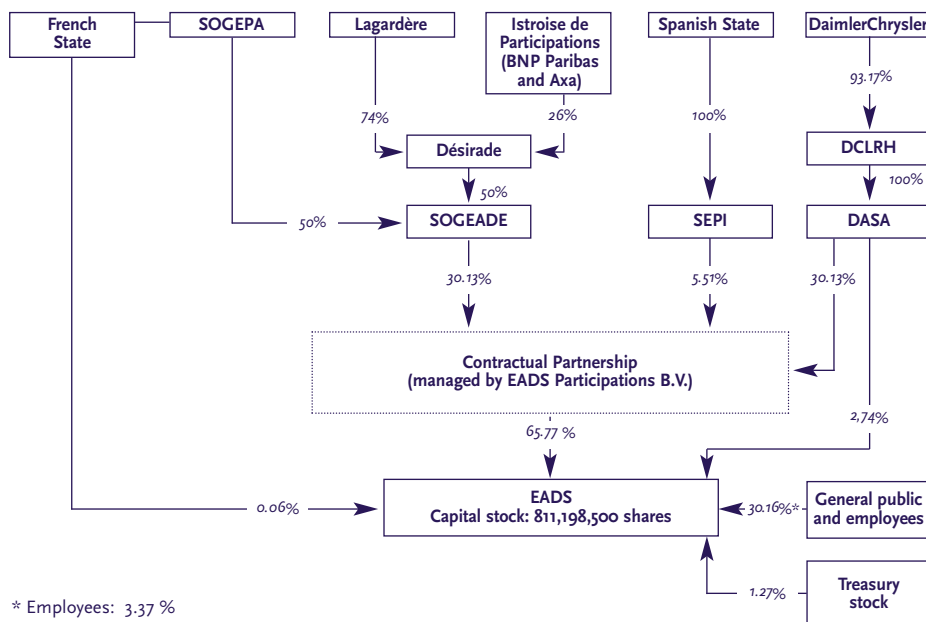 French
State
SOGEPA
Lagardère
Istroise de
Participations
(BNP Paribas
and Axa)
Spanish State
DaimlerChrysler
93.17%
74%
26%
100%
Désirade
DCLRH
50%
100%
50%
SOGEADE
SEPI
DASA
30.13%
5.51%
30.13%
Contractual Partnership
(managed by EADS Participations B.V.)
65.77 %
2,74%
EADS
Capital stock: 811,198,500 shares
0.06%
30.16%*
General public
and employees
1.27%
Treasury
stock
* Employees: 3.37 %